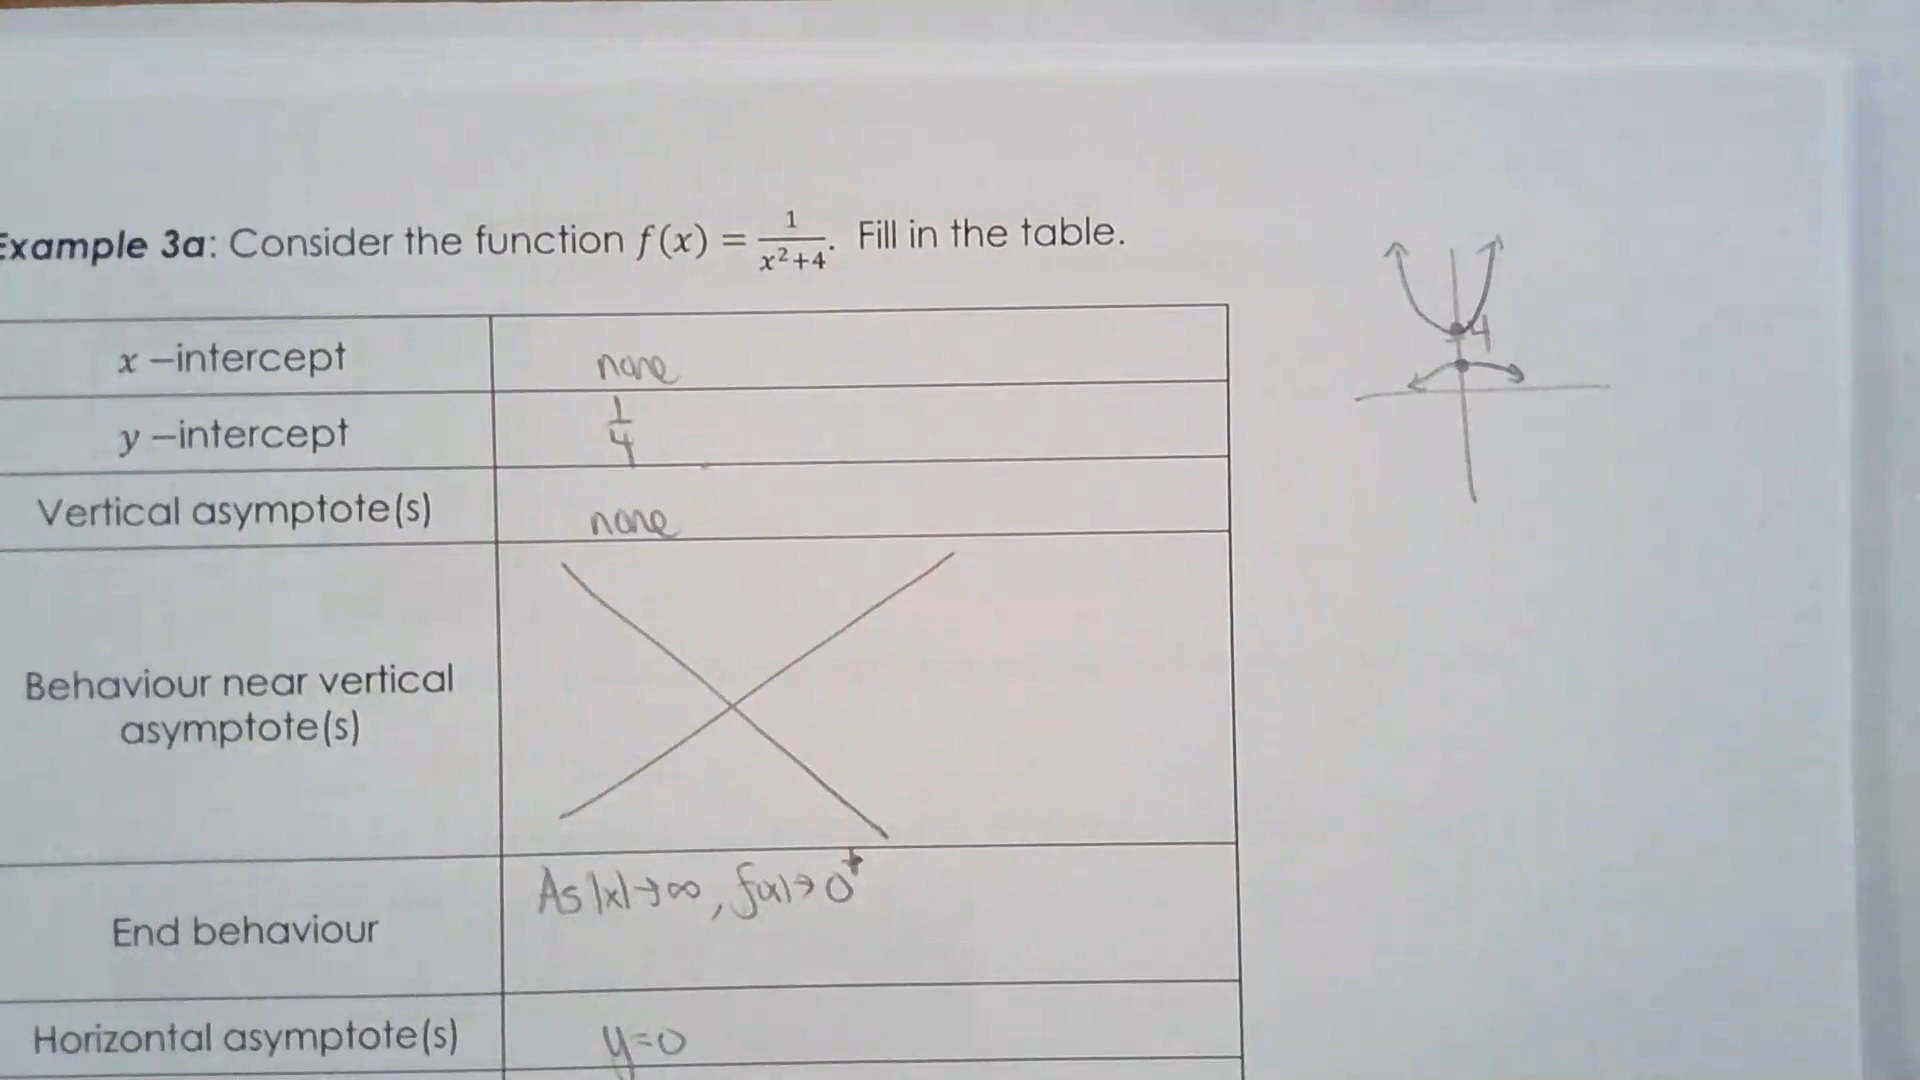 Example 3a: Consider the function f(x) = 1/(x²+4). Fill in the table.
x –intercept none
y –intercept 1/4
Vertical asymptote(s) none
Behaviour near vertical
asymptote(s)
End behaviour As |x|→∞, f(x)→0⁺
Horizontal asymptote(s) y=0
4